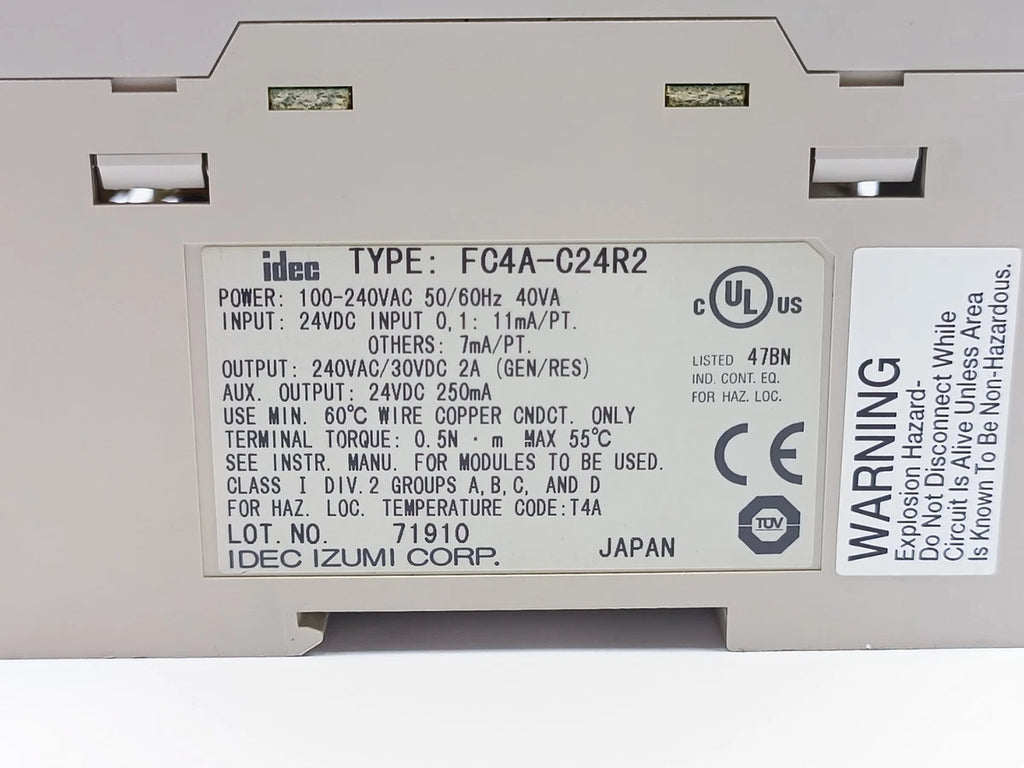 idec TYPE: FC4A-C24R2
POWER: 100-240VAC 50/60Hz 40VA
INPUT: 24VDC INPUT 0,1: 11mA/PT.
OTHERS: 7mA/PT.
OUTPUT: 240VAC/30VDC 2A (GEN/RES)
AUX. OUTPUT: 24VDC 250mA
USE MIN. 60℃ WIRE COPPER CNDCT. ONLY
TERMINAL TORQUE: 0.5N · m MAX 55℃
SEE INSTR. MANU. FOR MODULES TO BE USED.
CLASS I DIV.2 GROUPS A,B,C, AND D
FOR HAZ. LOC. TEMPERATURE CODE:T4A
LOT. NO. 71910
IDEC IZUMI CORP. JAPAN
C UL US
LISTED 47BN
IND. CONT. EQ.
FOR HAZ. LOC.
CE
TÜV
WARNING
Explosion Hazard-
Do Not Disconnect While
Circuit Is Alive Unless Area
Is Known To Be Non-Hazardous.